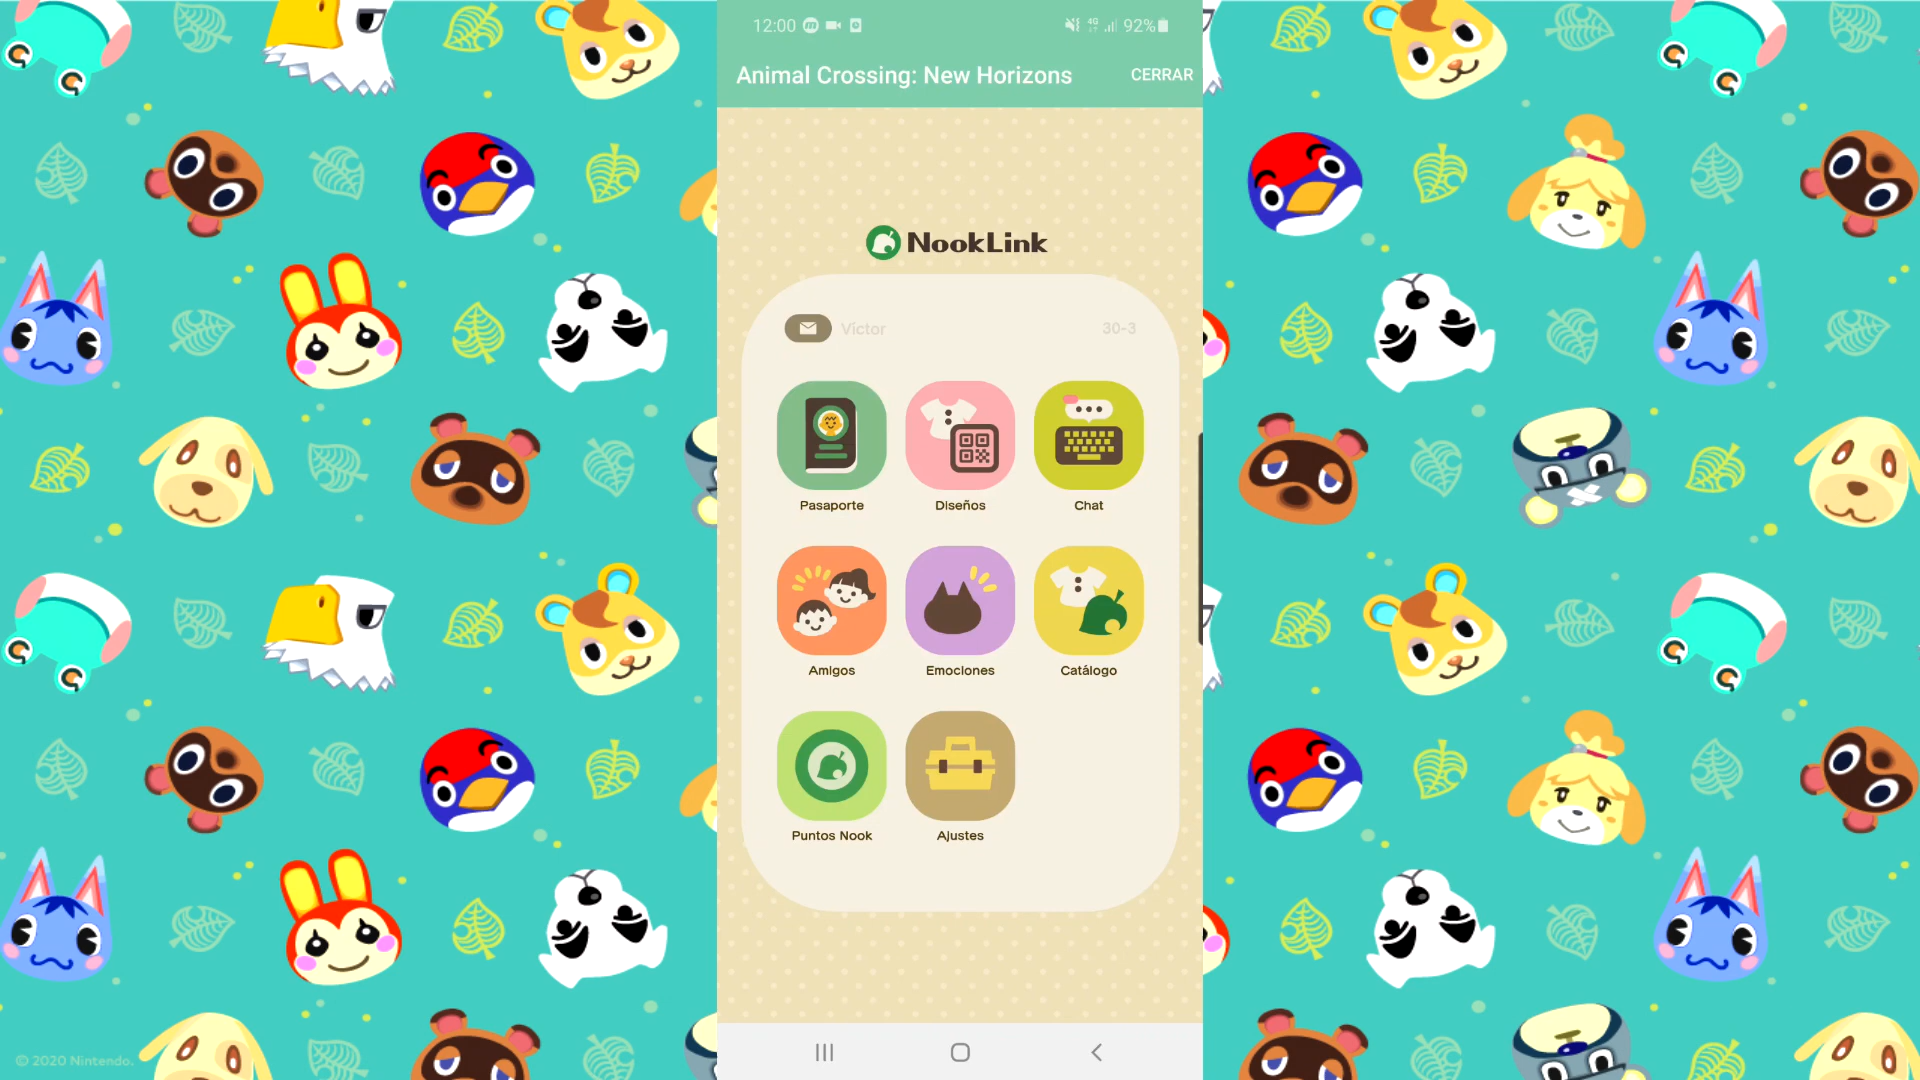 12:00
4G
92%
Animal Crossing: New Horizons
CERRAR
NookLink
Víctor
30-3
Pasaporte
Diseños
Chat
Amigos
Emociones
Catálogo
Puntos Nook
Ajustes
© 2020 Nintendo.